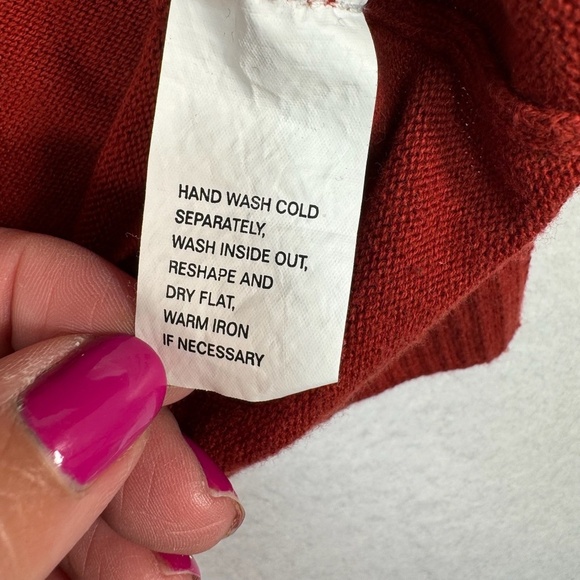 HAND WASH COLD
SEPARATELY,
WASH INSIDE OUT,
RESHAPE AND
DRY FLAT,
WARM IRON
IF NECESSARY